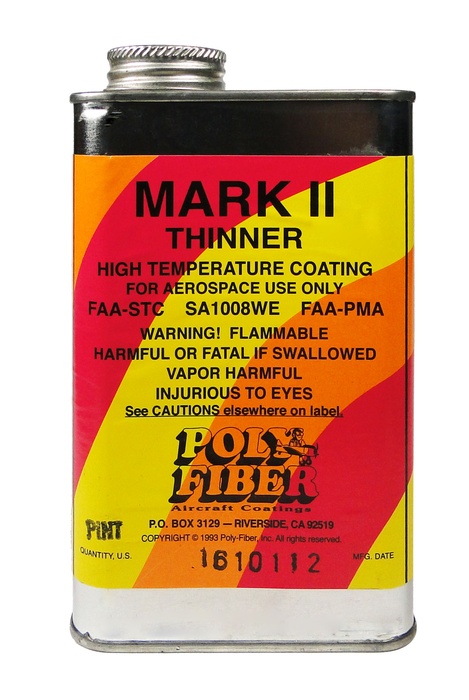 MARK II
THINNER
HIGH TEMPERATURE COATING
FOR AEROSPACE USE ONLY
FAA-STC SA1008WE FAA-PMA
WARNING! FLAMMABLE
HARMFUL OR FATAL IF SWALLOWED
VAPOR HARMFUL
INJURIOUS TO EYES
See CAUTIONS elsewhere on label.
POLY
FIBER
Aircraft Coatings
P.O. BOX 3129 — RIVERSIDE, CA 92519
COPYRIGHT © 1993 Poly-Fiber, Inc. All rights reserved.
PINT
QUANTITY, U.S.
1610112
MFG. DATE